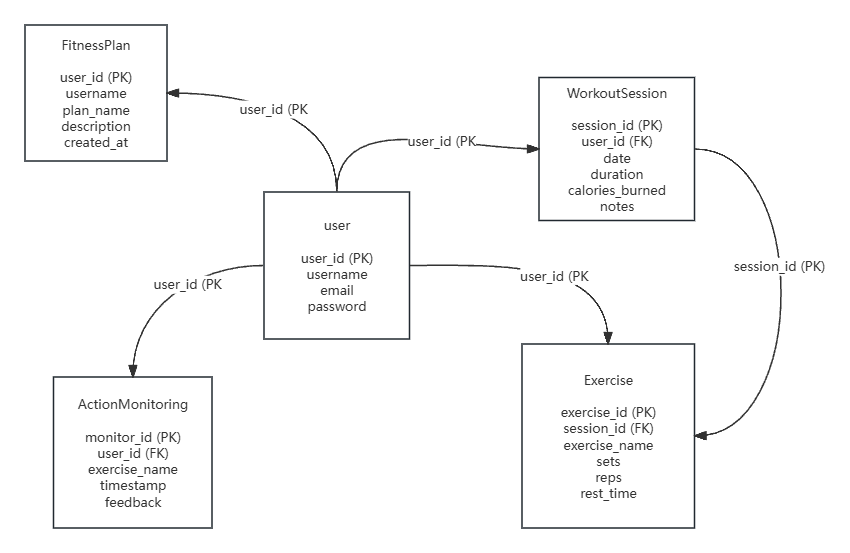 FitnessPlan
user_id (PK)
username
plan_name
description
created_at
user_id (PK
user_id (PK
WorkoutSession
session_id (PK)
user_id (FK)
date
duration
calories_burned
notes
user
user_id (PK)
username
email
password
user_id (PK
user_id (PK
session_id (PK)
ActionMonitoring
monitor_id (PK)
user_id (FK)
exercise_name
timestamp
feedback
Exercise
exercise_id (PK)
session_id (FK)
exercise_name
sets
reps
rest_time